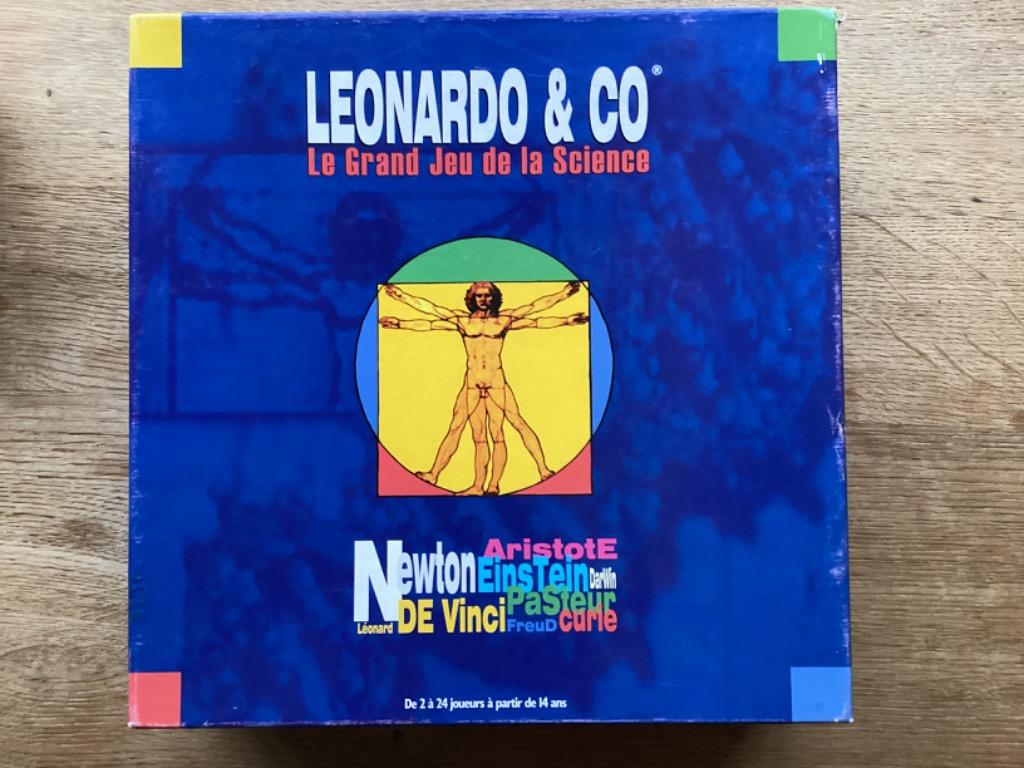 LEONARDO & CO®
Le Grand Jeu de la Science
AristotE
Newton EinsTein DarWin
PaSteur
Léonard DE Vinci FreuD curie
De 2 à 24 joueurs à partir de 14 ans